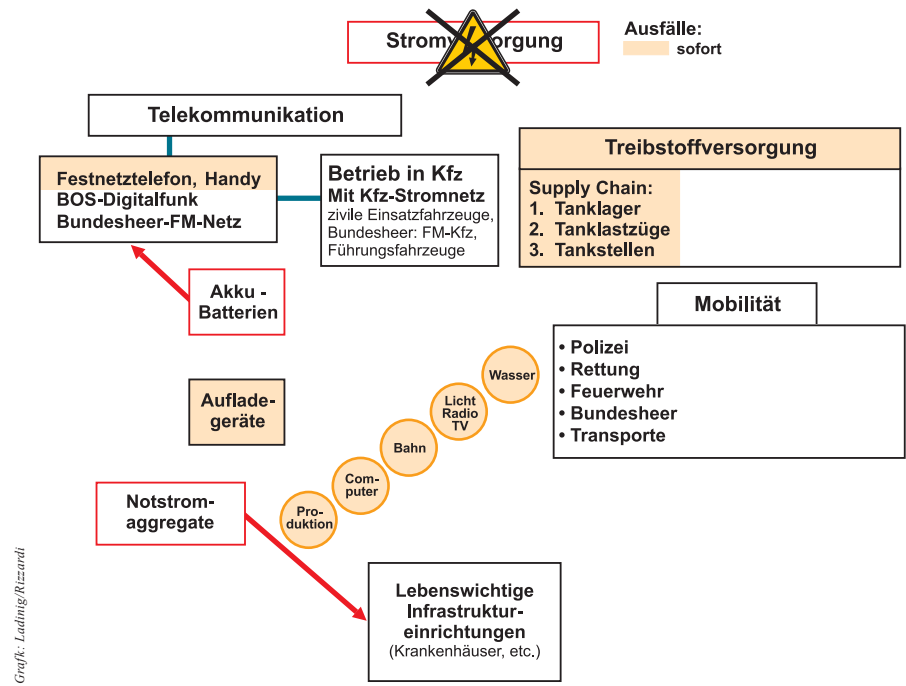 Stromversorgung
Ausfälle:
sofort
Telekommunikation
Festnetztelefon, Handy
BOS-Digitalfunk
Bundesheer-FM-Netz
Betrieb in Kfz
Mit Kfz-Stromnetz
zivile Einsatzfahrzeuge,
Bundesheer: FM-Kfz,
Führungsfahrzeuge
Treibstoffversorgung
Supply Chain:
1. Tanklager
2. Tanklastzüge
3. Tankstellen
Akku -
Batterien
Mobilität
• Polizei
• Rettung
• Feuerwehr
• Bundesheer
• Transporte
Auflade-
geräte
Wasser
Licht
Radio
TV
Bahn
Com-
puter
Pro-
duktion
Notstrom-
aggregate
Lebenswichtige
Infrastruktur-
einrichtungen
(Krankenhäuser, etc.)
Grafk: Ladinig/Rizzardi